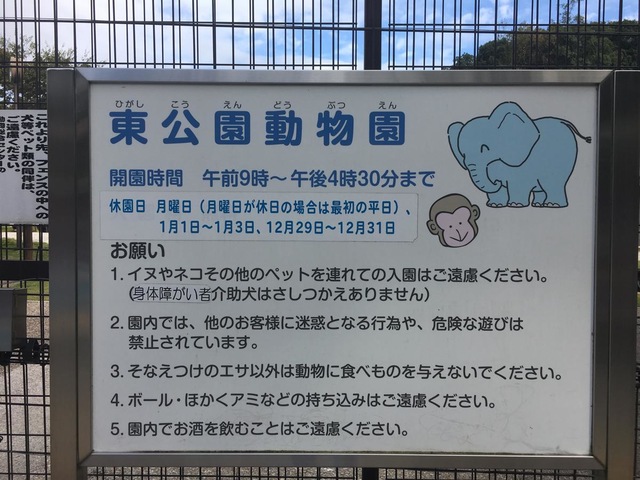 ひがし こう えん どう ぶつ えん
東公園動物園
開園時間 午前9時～午後4時30分まで
休園日 月曜日（月曜日が休日の場合は最初の平日）、
1月1日～1月3日、12月29日～12月31日
お願い
1. イヌやネコその他のペットを連れての入園はご遠慮ください。
（身体障がい者介助犬はさしつかえありません）
2. 園内では、他のお客様に迷惑となる行為や、危険な遊びは
禁止されています。
3. そなえつけのエサ以外は動物に食べものを与えないでください。
4. ボール・ほかくアミなどの持ち込みはご遠慮ください。
5. 園内でお酒を飲むことはご遠慮ください。